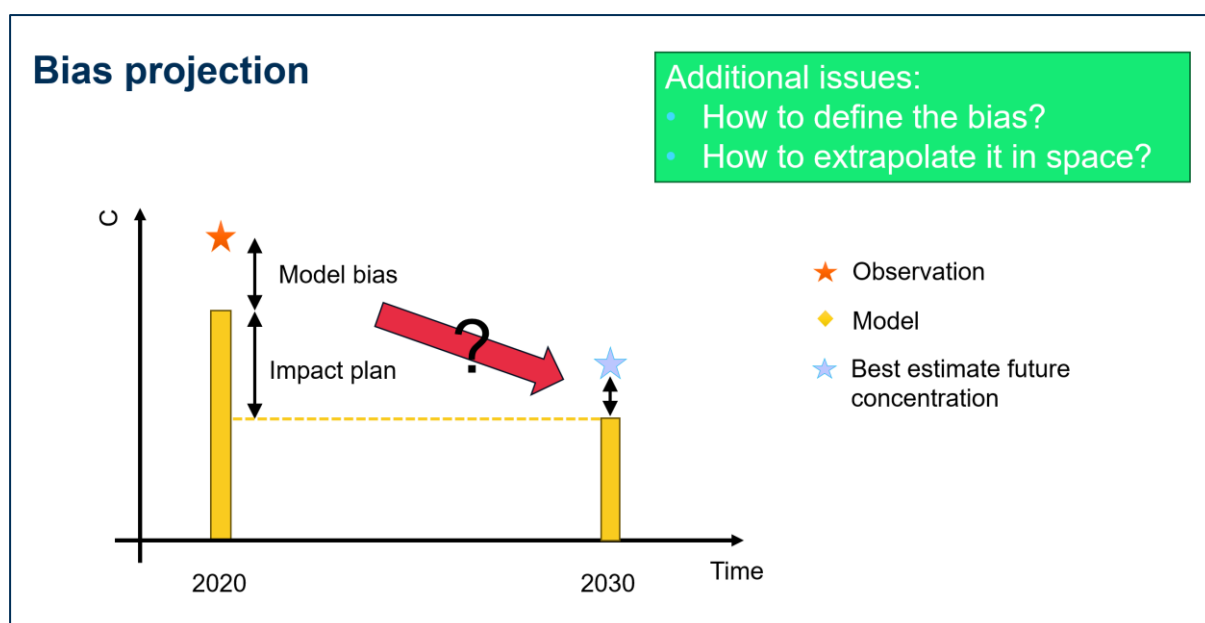 Bias projection
Additional issues:
• How to define the bias?
• How to extrapolate it in space?
C
Model bias
?
Impact plan
Observation
Model
Best estimate future
concentration
Time
2020
2030